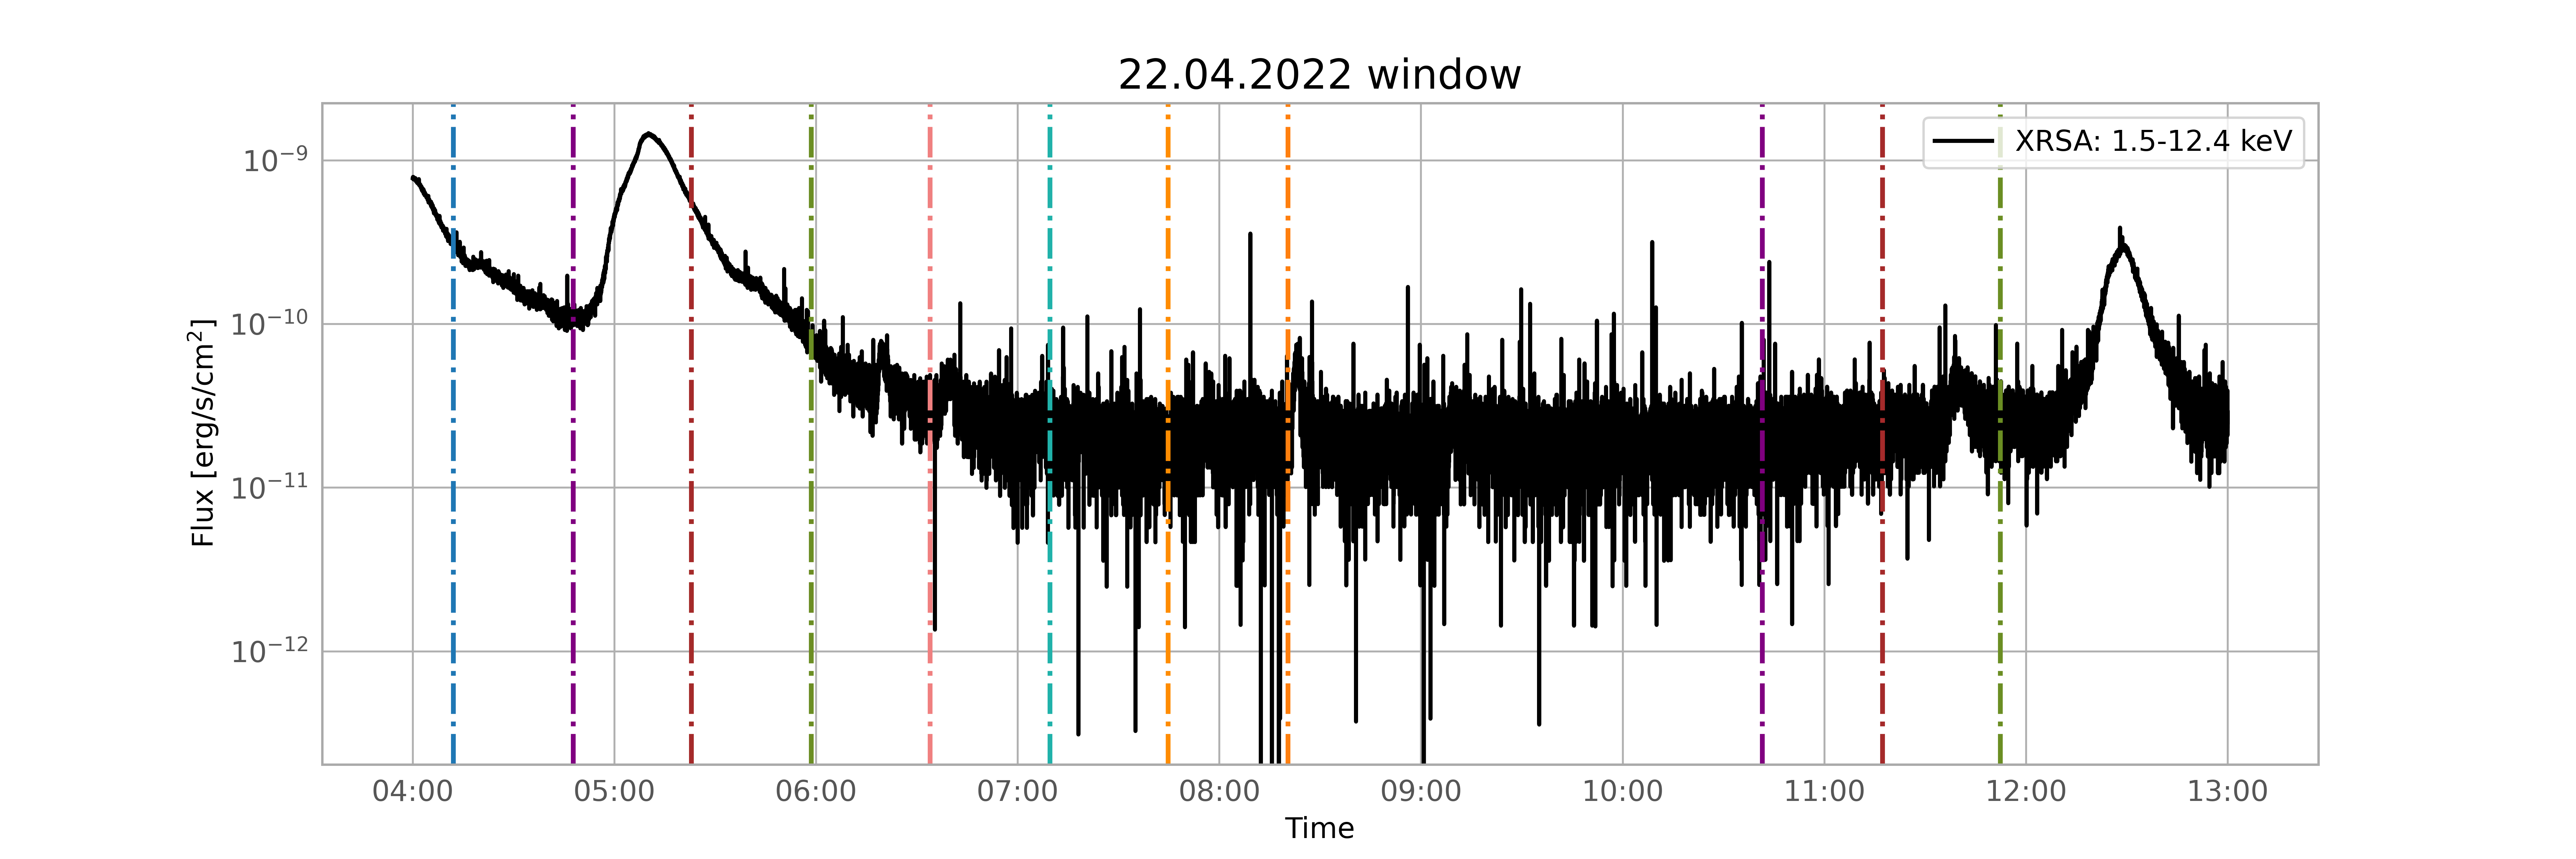 22.04.2022 window
XRSA: 1.5-12.4 keV
Flux [erg/s/cm²]
10⁻⁹
10⁻¹⁰
10⁻¹¹
10⁻¹²
04:00 05:00 06:00 07:00 08:00 09:00 10:00 11:00 12:00 13:00
Time